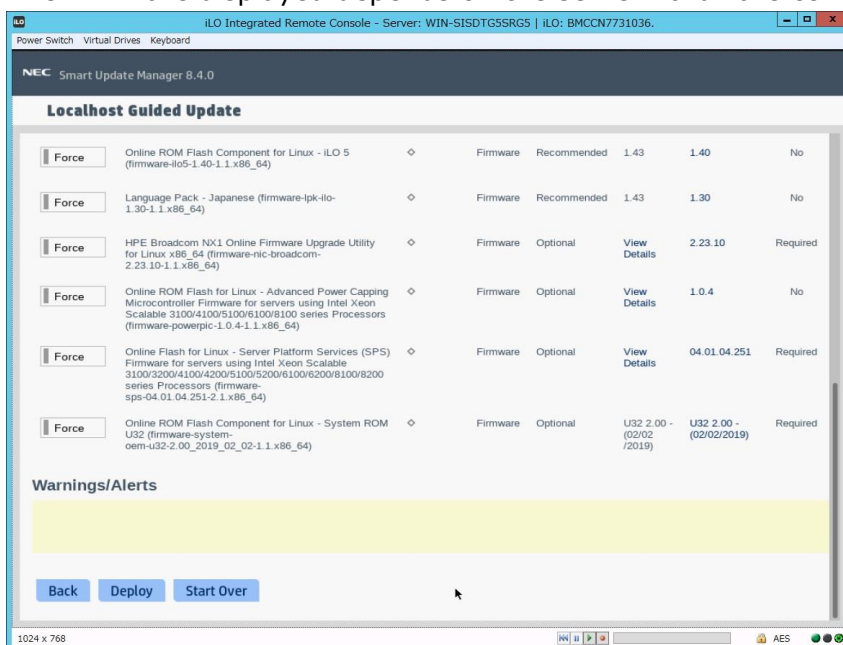 iLO Integrated Remote Console - Server: WIN-SISDTG5SRG5 | iLO: BMCCN7731036.
Power Switch Virtual Drives Keyboard
NEC Smart Update Manager 8.4.0
Localhost Guided Update
Force Online ROM Flash Component for Linux - iLO 5 Firmware Recommended 1.43 1.40 No
(firmware-ilo5-1.40-1.1.x86_64)
Force Language Pack - Japanese (firmware-lpk-ilo- Firmware Recommended 1.43 1.30 No
1.30-1.1.x86_64)
Force HPE Broadcom NX1 Online Firmware Upgrade Utility Firmware Optional View 2.23.10 Required
for Linux x86_64 (firmware-nic-broadcom- Details
2.23.10-1.1.x86_64)
Force Online ROM Flash for Linux - Advanced Power Capping Firmware Optional View 1.0.4 No
Microcontroller Firmware for servers using Intel Xeon Details
Scalable 3100/4100/5100/6100/8100 series Processors
(firmware-powerpic-1.0.4-1.1.x86_64)
Force Online Flash for Linux - Server Platform Services (SPS) Firmware Optional View 04.01.04.251 Required
Firmware for servers using Intel Xeon Scalable Details
3100/3200/4100/4200/5100/5200/6100/6200/8100/8200
series Processors (firmware-
sps-04.01.04.251-2.1.x86_64)
Force Online ROM Flash Component for Linux - System ROM Firmware Optional U32 2.00 - U32 2.00 - Required
U32 (firmware-system- (02/02 (02/02/2019)
oem-u32-2.00_2019_02_02-1.1.x86_64) /2019)
Warnings/Alerts
Back Deploy Start Over
1024 x 768 AES